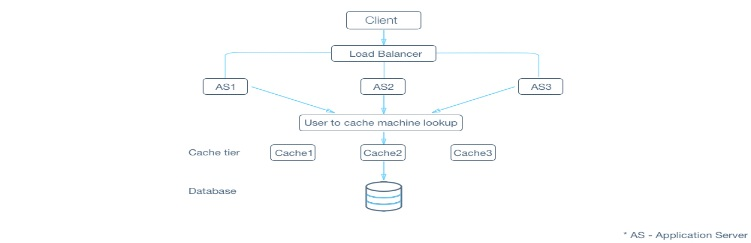 Client
Load Balancer
AS1 AS2 AS3
User to cache machine lookup
Cache tier Cache1 Cache2 Cache3
Database
* AS - Application Server